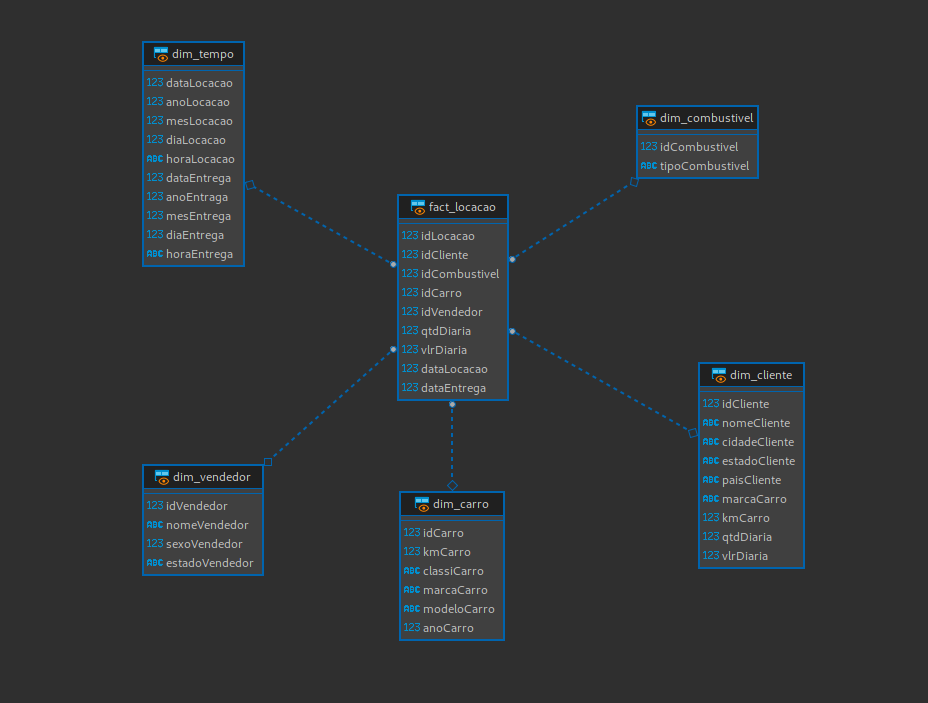 dim_tempo
123 dataLocacao
123 anoLocacao
123 mesLocacao
123 diaLocacao
ABC horaLocacao
123 dataEntrega
123 anoEntraga
123 mesEntrega
123 diaEntrega
ABC horaEntrega
dim_combustivel
123 idCombustivel
ABC tipoCombustivel
fact_locacao
123 idLocacao
123 idCliente
123 idCombustivel
123 idCarro
123 idVendedor
123 qtdDiaria
123 vlrDiaria
123 dataLocacao
123 dataEntrega
dim_cliente
123 idCliente
ABC nomeCliente
ABC cidadeCliente
ABC estadoCliente
ABC paisCliente
ABC marcaCarro
123 kmCarro
123 qtdDiaria
123 vlrDiaria
dim_vendedor
123 idVendedor
ABC nomeVendedor
123 sexoVendedor
ABC estadoVendedor
dim_carro
123 idCarro
123 kmCarro
ABC classiCarro
ABC marcaCarro
ABC modeloCarro
123 anoCarro